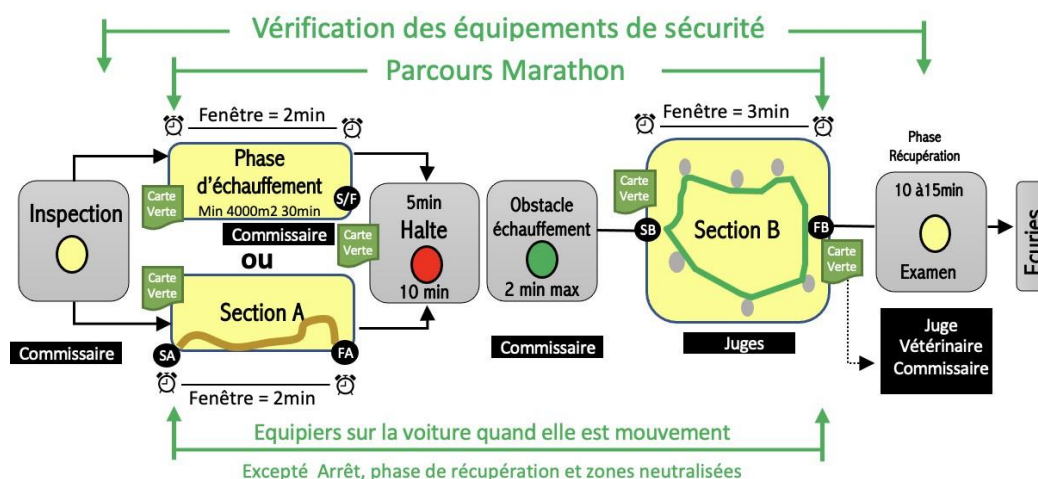 Vérification des équipements de sécurité
Parcours Marathon
Fenêtre = 2min
Fenêtre = 3min
Phase
Récupération
Inspection
Phase
d'échauffement
Min 4000m2 30min
S/F
Carte
Verte
Commissaire
ou
Carte
Verte
Section A
SA
FA
Fenêtre = 2min
Commissaire
Carte
Verte
5min
Halte
10 min
Obstacle
échauffement
2 min max
Commissaire
Carte
Verte
SB
Section B
FB
Juges
Carte
Verte
10 à15min
Examen
Juge
Vétérinaire
Commissaire
Ecuries
Equipiers sur la voiture quand elle est mouvement
Excepté Arrêt, phase de récupération et zones neutralisées